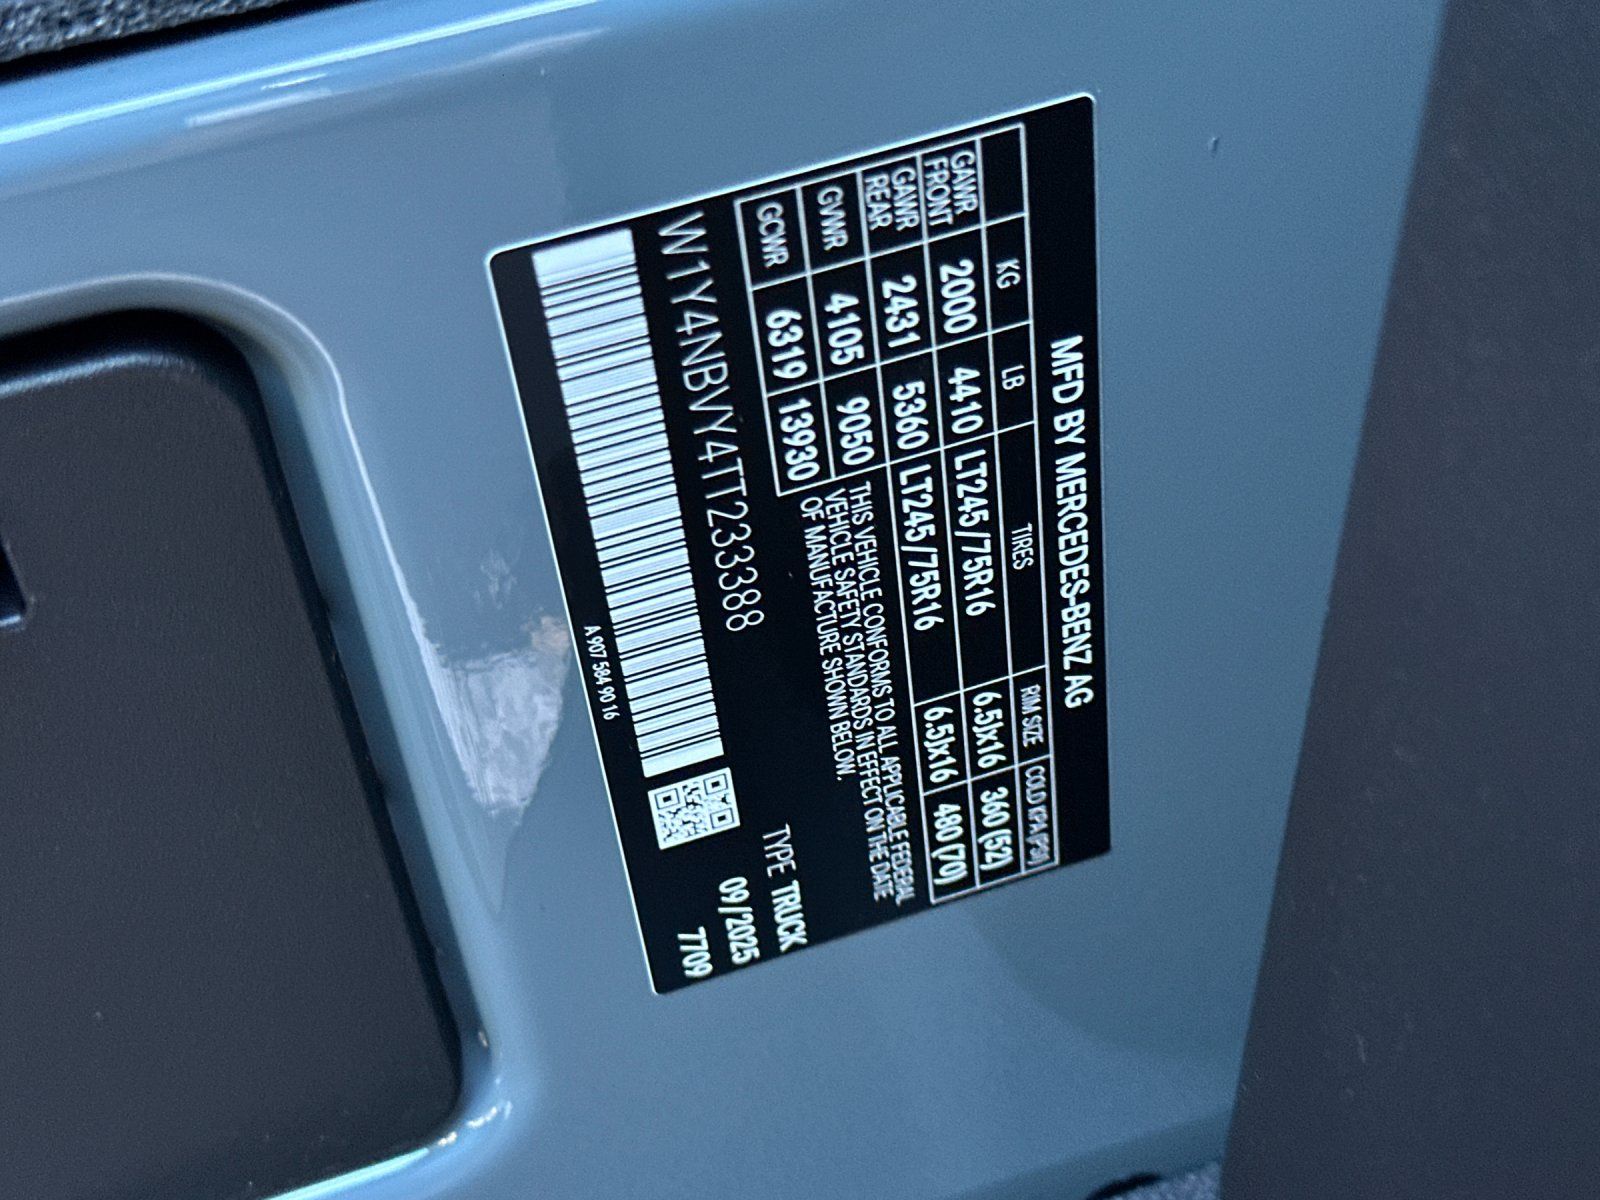 MFD BY MERCEDES-BENZ AG
KG LB TIRES RIM SIZE COLD KPA (PSI)
GAWR FRONT 2000 4410 LT245/75R16 6.5Jx16 360 (52)
GAWR REAR 2431 5360 LT245/75R16 6.5Jx16 480 (70)
GVWR 4105 9050
GCWR 6319 13930
THIS VEHICLE CONFORMS TO ALL APPLICABLE FEDERAL
VEHICLE SAFETY STANDARDS IN EFFECT ON THE DATE
OF MANUFACTURE SHOWN BELOW.
W1Y4NBVY4TT233388
TYPE TRUCK
09/2025
7709
A 907 584 90 16